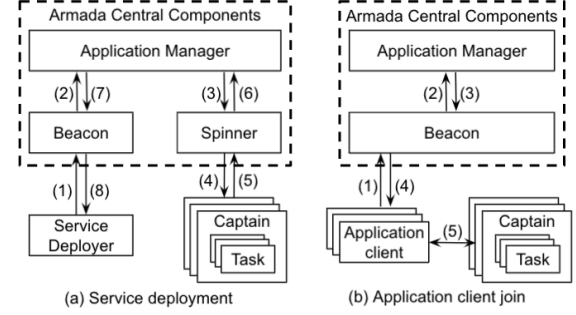 Armada Central Components
Application Manager
(2)
(7)
(3)
(6)
Beacon
Spinner
(1)
(8)
(4)
(5)
Service
Deployer
Captain
Task
(a) Service deployment
Armada Central Components
Application Manager
(2)
(3)
Beacon
(1)
(4)
Application
client
(5)
Captain
Task
(b) Application client join